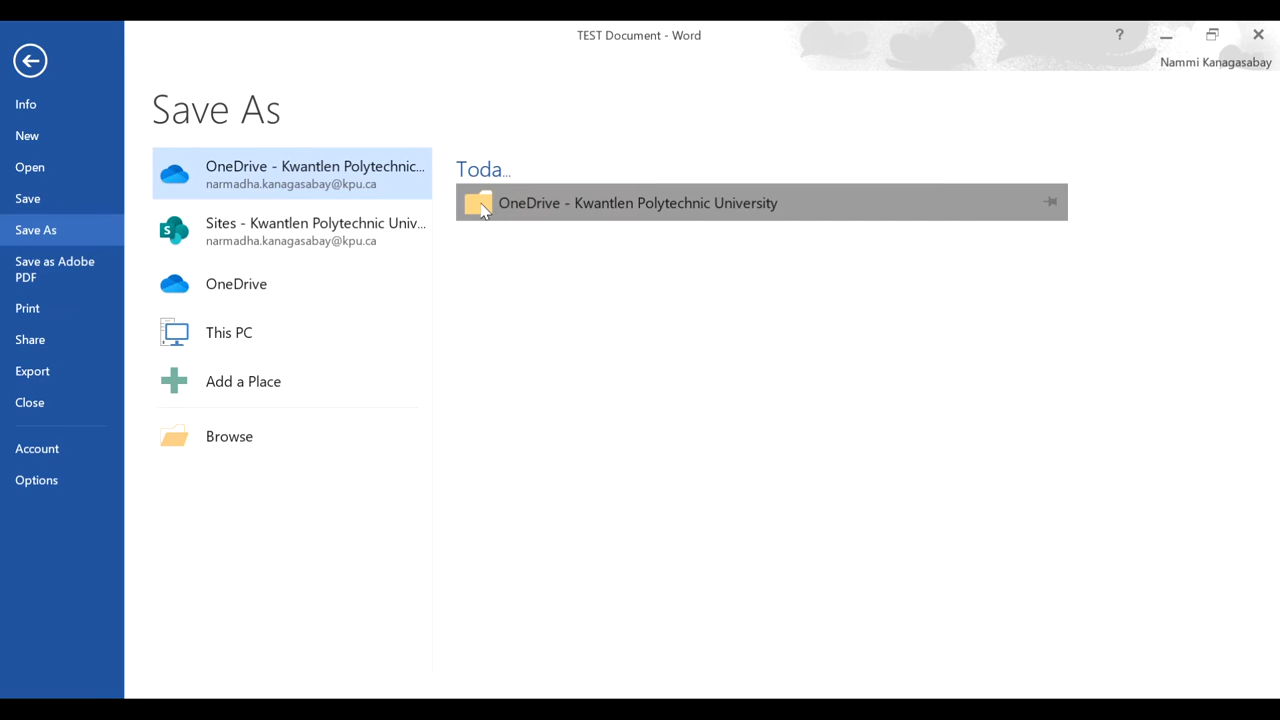 TEST Document - Word
?
Nammi Kanagasabay
Info
New
Open
Save
Save As
Save as Adobe
PDF
Print
Share
Export
Close
Account
Options
Save As
OneDrive - Kwantlen Polytechnic...
narmadha.kanagasabay@kpu.ca
S
Sites - Kwantlen Polytechnic Univ...
narmadha.kanagasabay@kpu.ca
OneDrive
This PC
Add a Place
Browse
Toda...
OneDrive - Kwantlen Polytechnic University